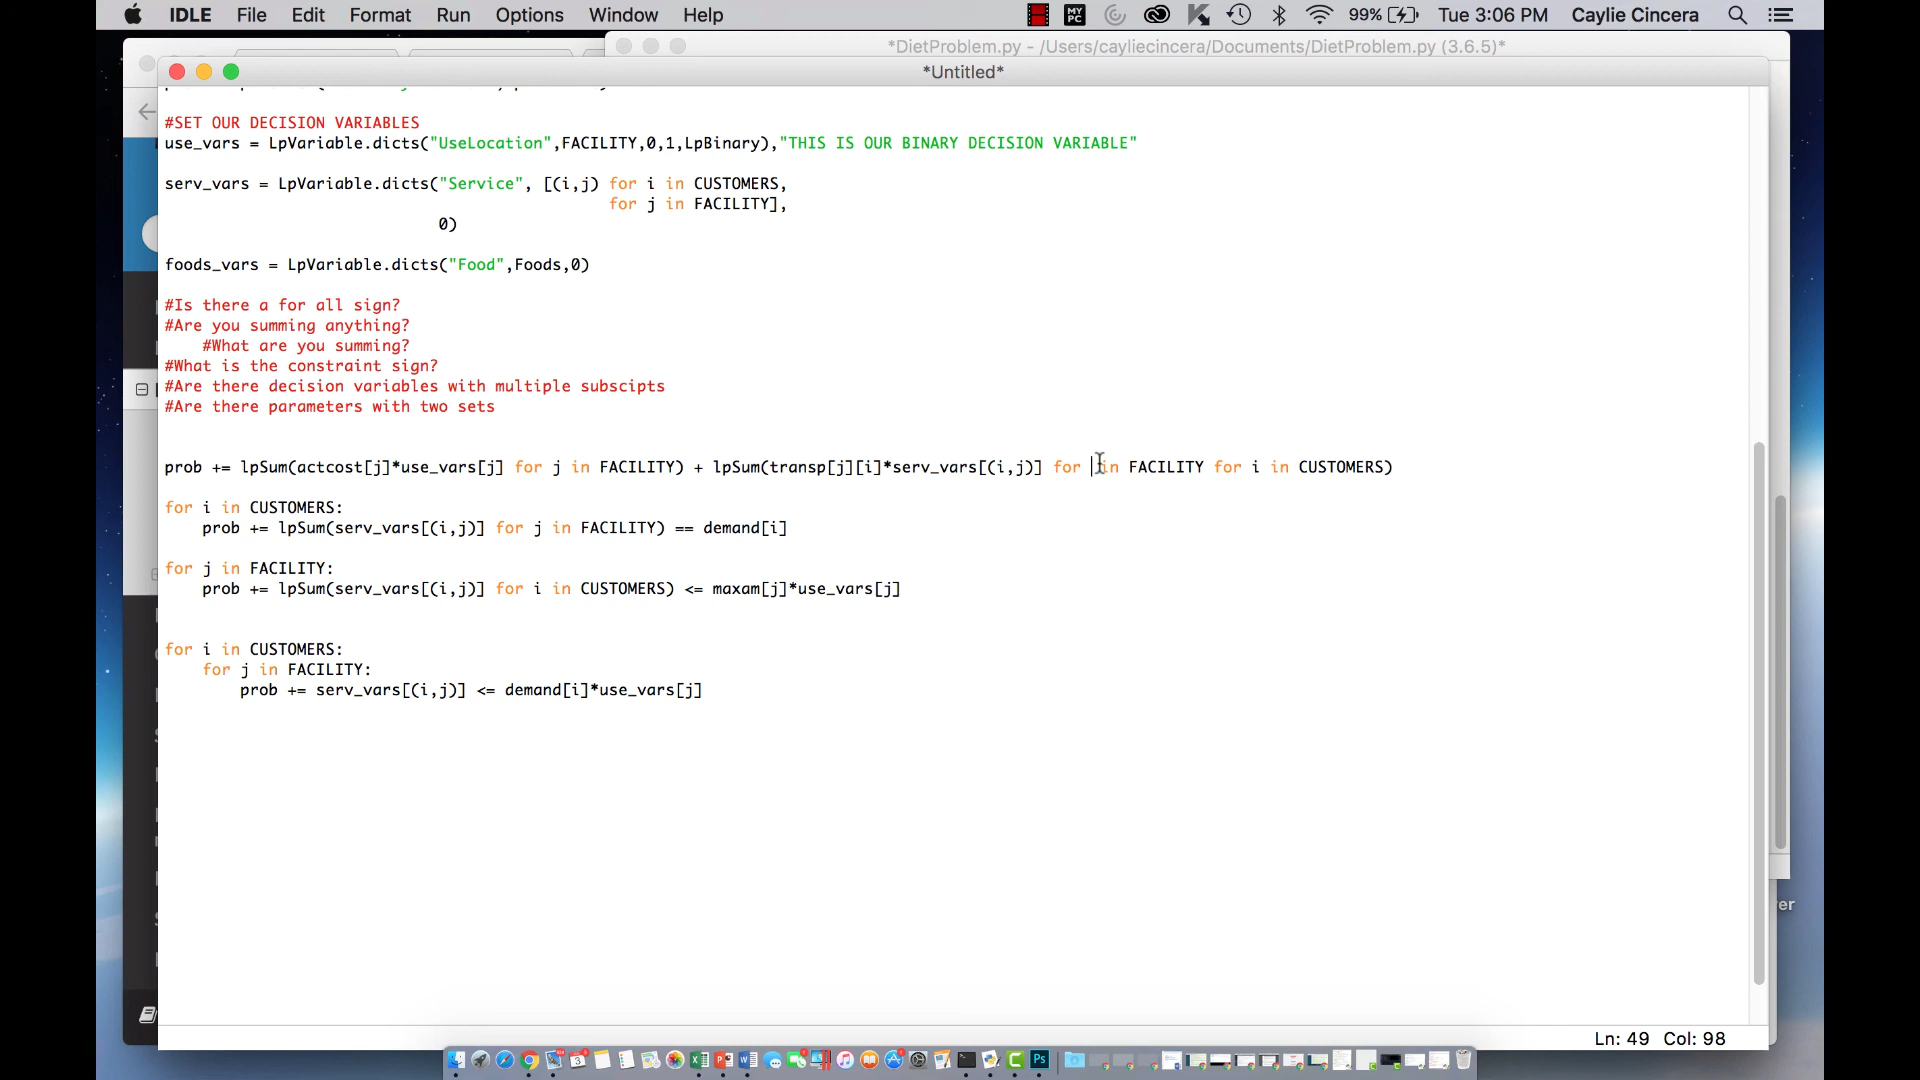 IDLE File Edit Format Run Options Window Help 99% Tue 3:06 PM Caylie Cincera
*DietProblem.py - /Users/cayliecincera/Documents/DietProblem.py (3.6.5)*
*Untitled*
#SET OUR DECISION VARIABLES
use_vars = LpVariable.dicts("UseLocation",FACILITY,0,1,LpBinary),"THIS IS OUR BINARY DECISION VARIABLE"
serv_vars = LpVariable.dicts("Service", [(i,j) for i in CUSTOMERS,
for j in FACILITY],
0)
foods_vars = LpVariable.dicts("Food",Foods,0)
#Is there a for all sign?
#Are you summing anything?
#What are you summing?
#What is the constraint sign?
#Are there decision variables with multiple subscipts
#Are there parameters with two sets
prob += lpSum(actcost[j]*use_vars[j] for j in FACILITY) + lpSum(transp[j][i]*serv_vars[(i,j)] for in FACILITY for i in CUSTOMERS)
for i in CUSTOMERS:
prob += lpSum(serv_vars[(i,j)] for j in FACILITY) == demand[i]
for j in FACILITY:
prob += lpSum(serv_vars[(i,j)] for i in CUSTOMERS) <= maxam[j]*use_vars[j]
for i in CUSTOMERS:
for j in FACILITY:
prob += serv_vars[(i,j)] <= demand[i]*use_vars[j]
Ln: 49 Col: 98